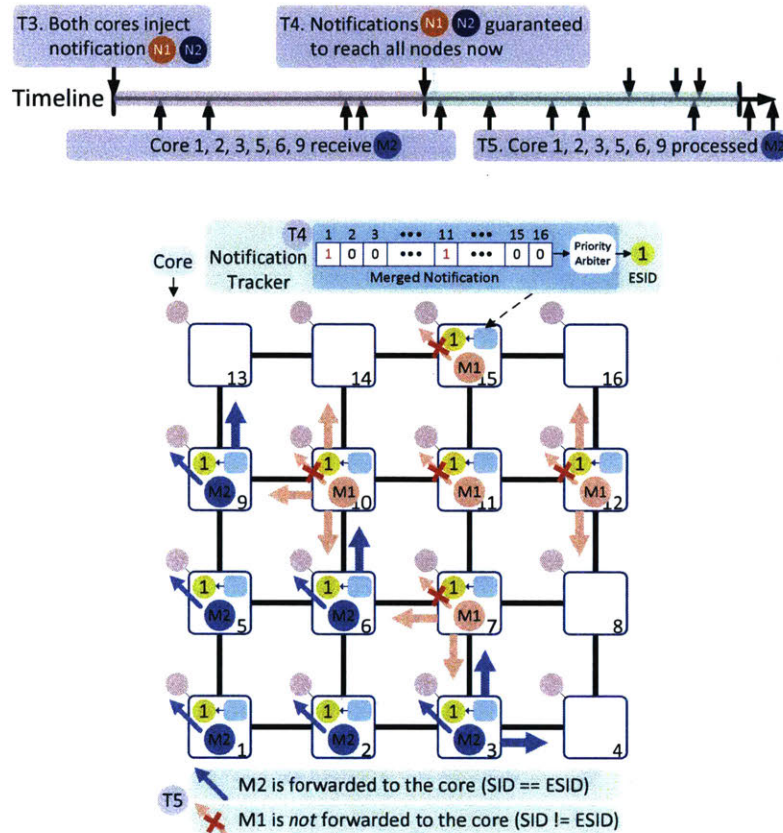 T3. Both cores inject
notification N1 N2
T4. Notifications N1 N2 guaranteed
to reach all nodes now
Timeline
Core 1, 2, 3, 5, 6, 9 receive M2
T5. Core 1, 2, 3, 5, 6, 9 processed M2
T4
Notification
Tracker
1 2 3 ••• 11 ••• 15 16
1 0 0 ••• 1 ••• 0 0
Merged Notification
Priority
Arbiter
1
ESID
Core
13
14
1 M1 15
16
1 M2 9
1 M1 10
1 M1 11
1 M1 12
1 M2 5
1 M2 6
1 M1 7
8
1 M2 1
1 M2 2
1 M2 3
4
T5
M2 is forwarded to the core (SID == ESID)
M1 is not forwarded to the core (SID != ESID)